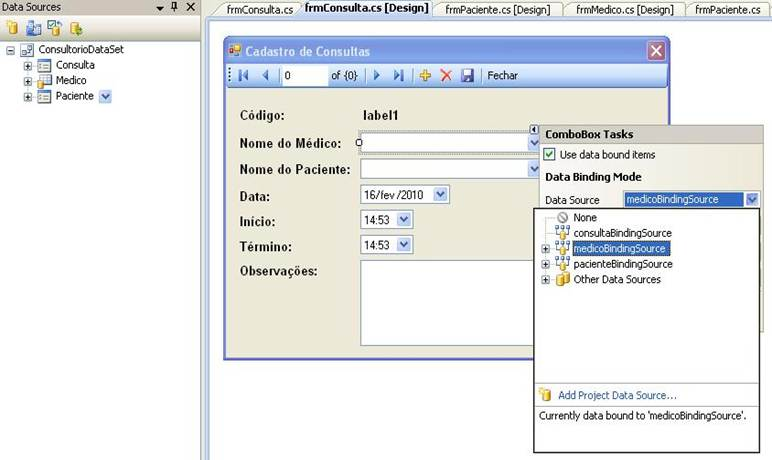 Data Sources
ConsultorioDataSet
Consulta
Medico
Paciente
frmConsulta.cs
frmConsulta.cs [Design]
frmPaciente.cs [Design]
frmMedico.cs [Design]
frmPaciente.cs
Cadastro de Consultas
0 of {0} Fechar
Código: label1
Nome do Médico:
Nome do Paciente:
Data: 16/fev/2010
Início: 14:53
Término: 14:53
Observações:
ComboBox Tasks
Use data bound items
Data Binding Mode
Data Source medicoBindingSource
None
consultaBindingSource
medicoBindingSource
pacienteBindingSource
Other Data Sources
Add Project Data Source...
Currently data bound to 'medicoBindingSource'.